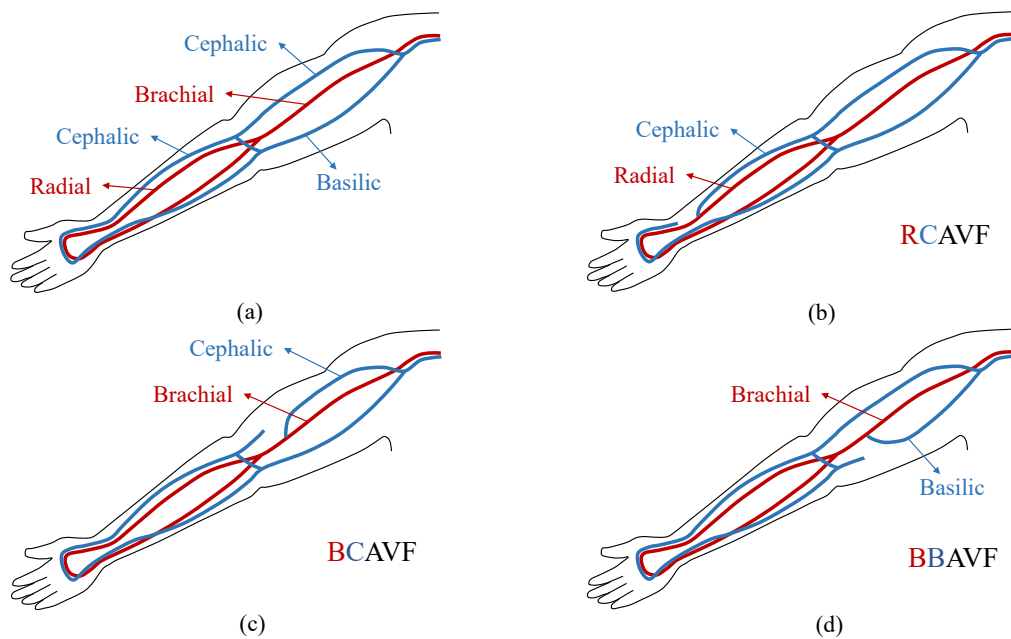 Cephalic
Brachial
Cephalic
Radial
Basilic
(a)
Cephalic
Radial
RCAVF
(b)
Cephalic
Brachial
BCAVF
(c)
Brachial
Basilic
BBAVF
(d)